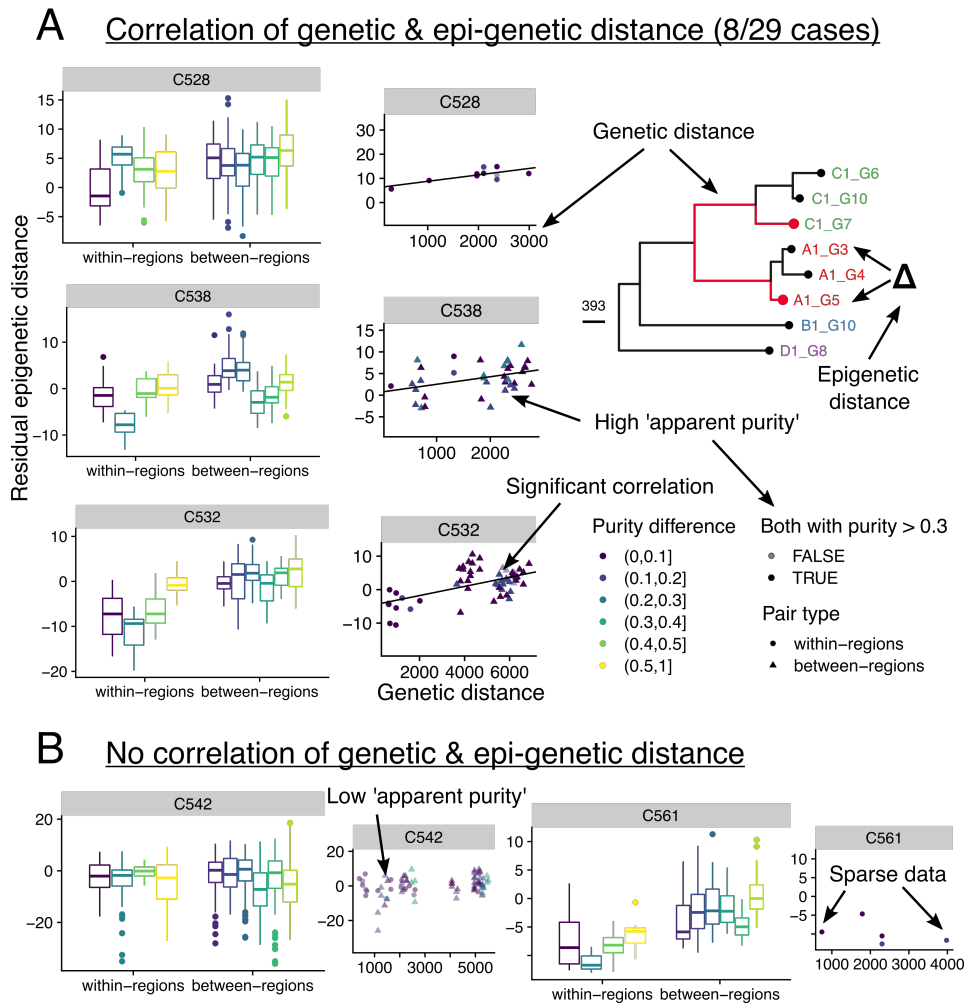 A
Correlation of genetic & epi-genetic distance (8/29 cases)
Residual epigenetic distance
C528
15
10
5
0
−5
within−regions
between−regions
C528
30
20
10
0
1000
2000
3000
Genetic distance
C1_G6
C1_G10
C1_G7
A1_G3
A1_G4
A1_G5
B1_G10
D1_G8
393
Δ
Epigenetic
distance
C538
10
0
−10
within−regions
between−regions
C538
15
10
5
0
−5
1000
2000
High 'apparent purity'
Significant correlation
C532
10
0
−10
−20
within−regions
between−regions
C532
10
0
−10
0
2000
4000
6000
Genetic distance
Purity difference
(0,0.1]
(0.1,0.2]
(0.2,0.3]
(0.3,0.4]
(0.4,0.5]
(0.5,1]
Both with purity > 0.3
FALSE
TRUE
Pair type
within−regions
between−regions
B
No correlation of genetic & epi-genetic distance
C542
20
0
−20
within−regions
between−regions
Low 'apparent purity'
C542
20
0
−20
1000
3000
5000
C561
10
5
0
−5
within−regions
between−regions
C561
10
5
0
−5
Sparse data
1000
2000
3000
4000